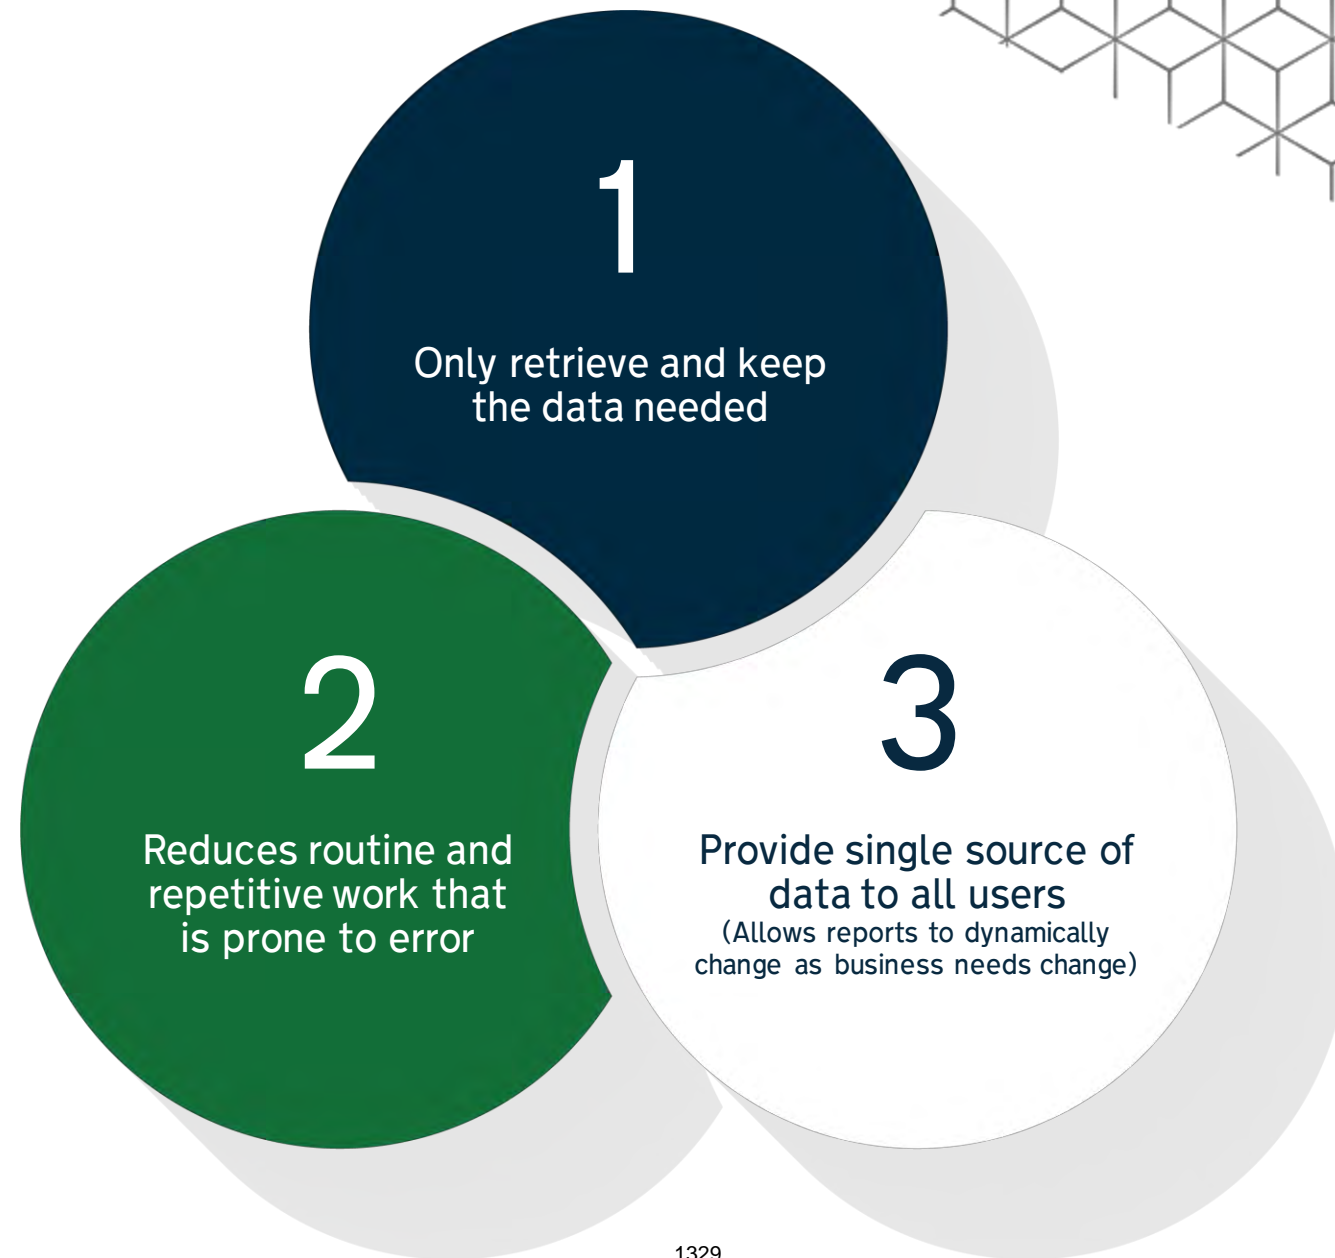 1
Only retrieve and keep
the data needed
2
Reduces routine and
repetitive work that
is prone to error
3
Provide single source of
data to all users
(Allows reports to dynamically
change as business needs change)
1329